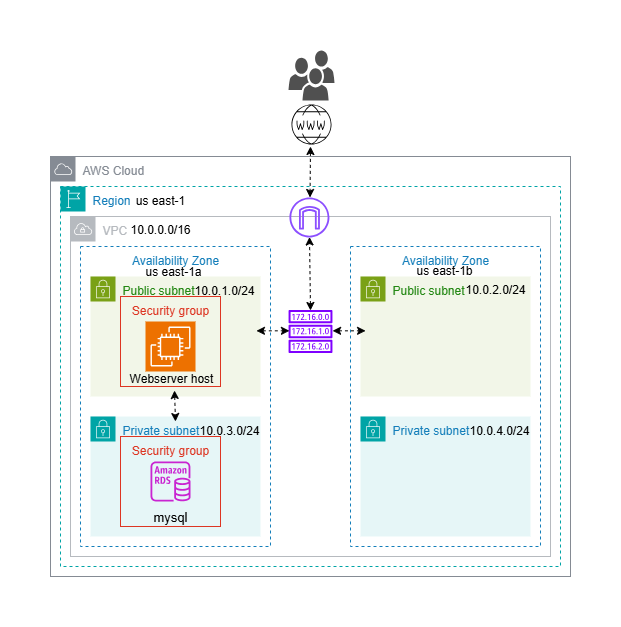 WWW
AWS Cloud
Region us east-1
VPC 10.0.0.0/16
Availability Zone
us east-1a
Public subnet10.0.1.0/24
Security group
Webserver host
Private subnet10.0.3.0/24
Security group
Amazon
RDS
mysql
172.16.0.0
172.16.1.0
172.16.2.0
Availability Zone
us east-1b
Public subnet10.0.2.0/24
Private subnet10.0.4.0/24